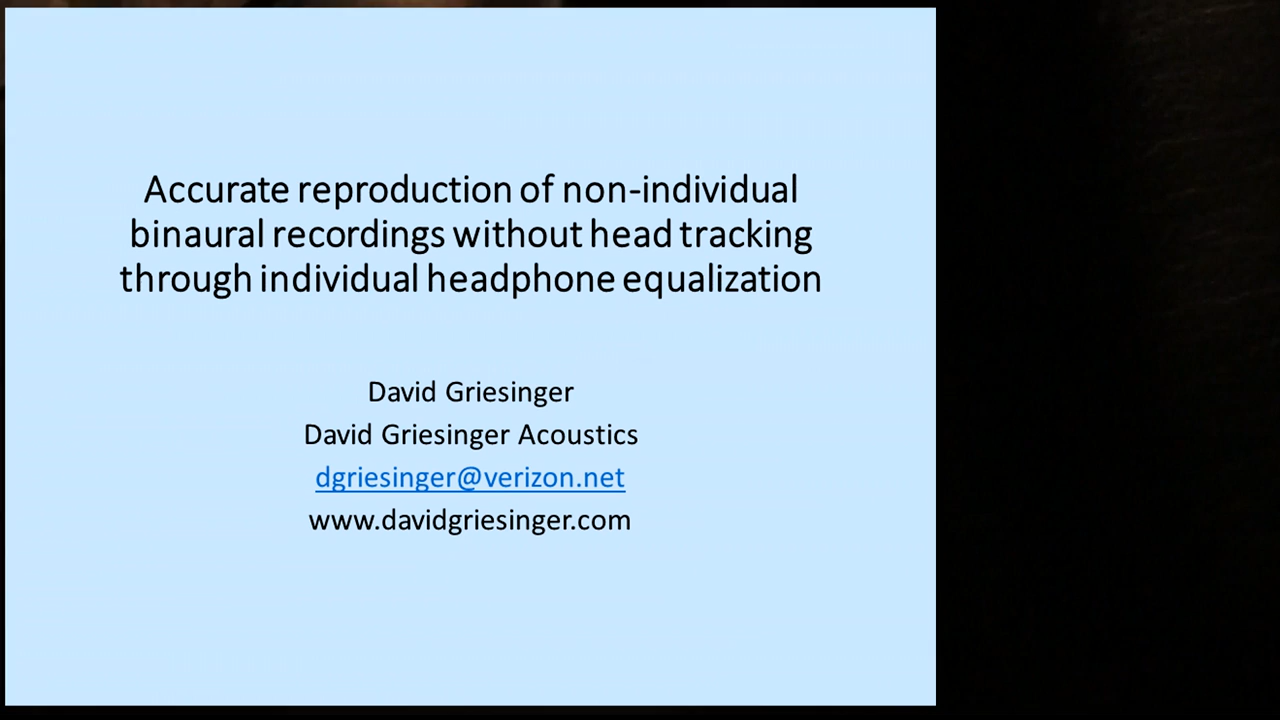 Accurate reproduction of non-individual
binaural recordings without head tracking
through individual headphone equalization
David Griesinger
David Griesinger Acoustics
dgriesinger@verizon.net
www.davidgriesinger.com